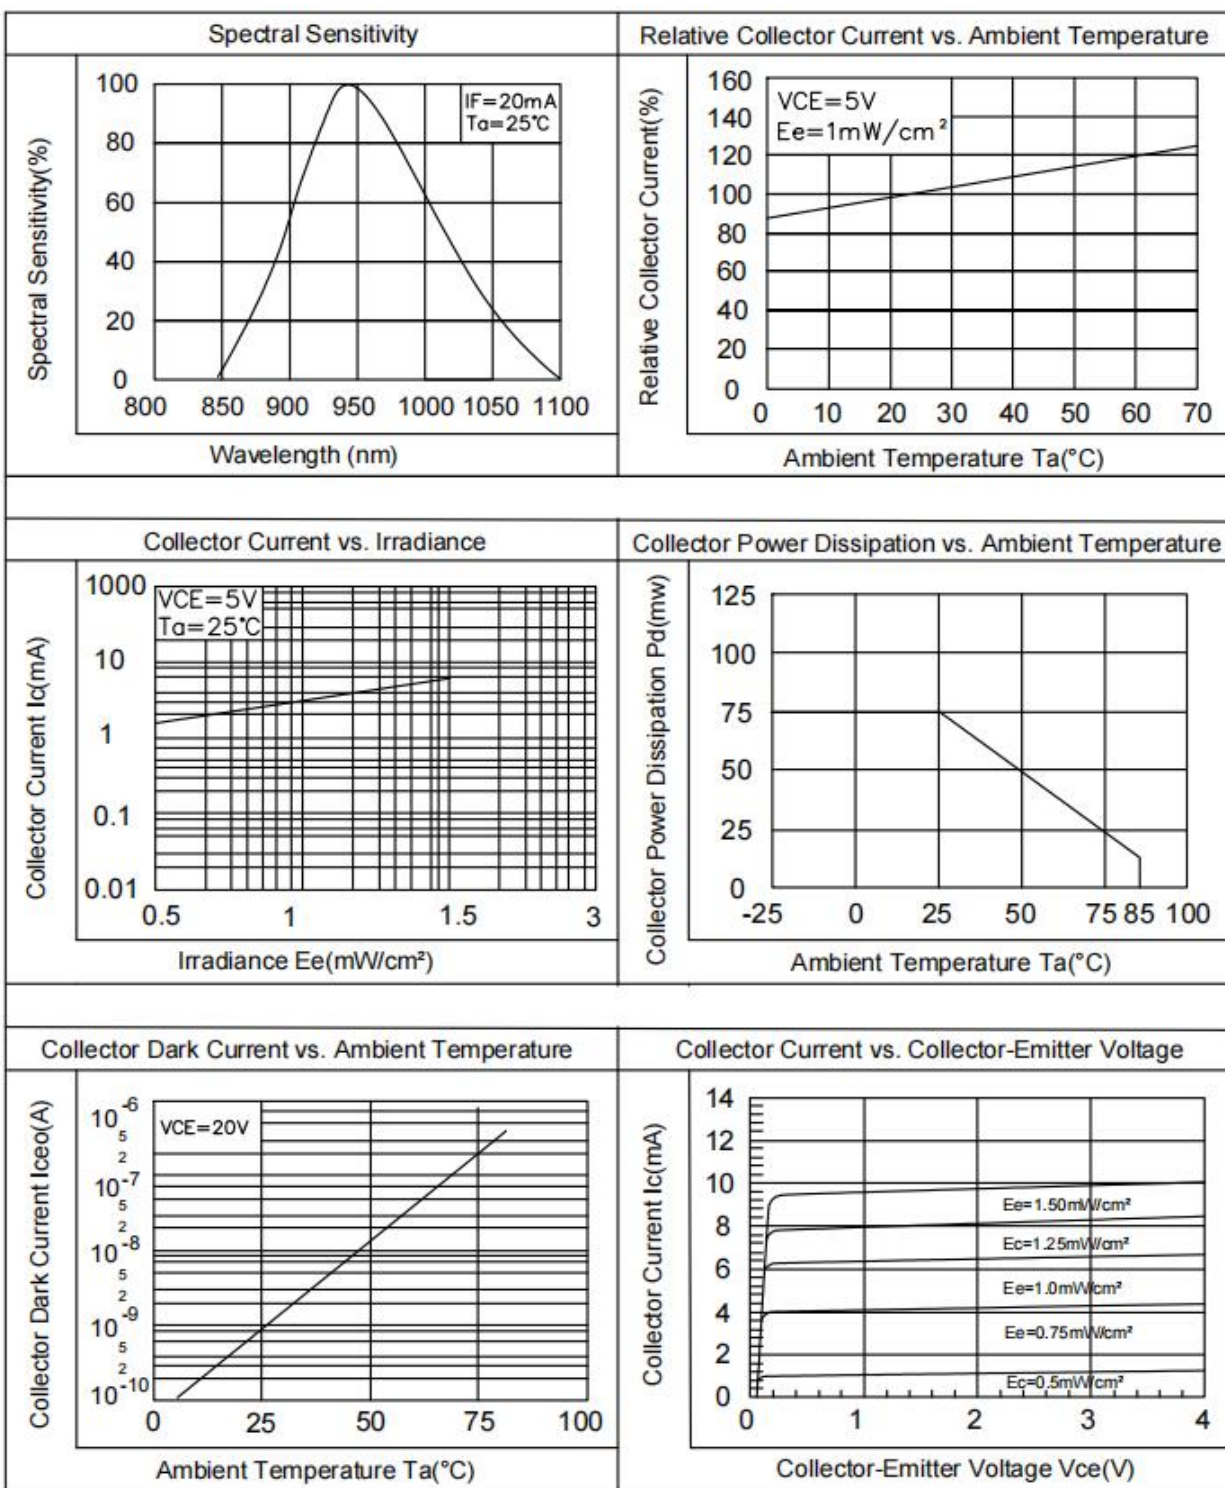 Spectral Sensitivity
Spectral Sensitivity(%)
100
80
60
40
20
0
IF=20mA
Ta=25°C
800 850 900 950 1000 1050 1100
Wavelength (nm)
Relative Collector Current vs. Ambient Temperature
Relative Collector Current(%)
160
140
120
100
80
60
40
20
0
VCE=5V
Ee=1mW/cm²
0 10 20 30 40 50 60 70
Ambient Temperature Ta(°C)
Collector Current vs. Irradiance
Collector Current Ic(mA)
1000
10
1
0.1
0.01
VCE=5V
Ta=25°C
0.5 1 1.5 3
Irradiance Ee(mW/cm²)
Collector Power Dissipation vs. Ambient Temperature
Collector Power Dissipation Pd(mw)
125
100
75
50
25
0
-25 0 25 50 75 85 100
Ambient Temperature Ta(°C)
Collector Dark Current vs. Ambient Temperature
Collector Dark Current Iceo(A)
10-6
5
2
10-7
5
2
10-8
5
2
10-9
5
2
10-10
VCE=20V
0 25 50 75 100
Ambient Temperature Ta(°C)
Collector Current vs. Collector-Emitter Voltage
Collector Current Ic(mA)
14
12
10
8
6
4
2
0
Ee=1.50mW/cm²
Ec=1.25mW/cm²
Ee=1.0mW/cm²
Ee=0.75mW/cm²
Ec=0.5mW/cm²
0 1 2 3 4
Collector-Emitter Voltage Vce(V)